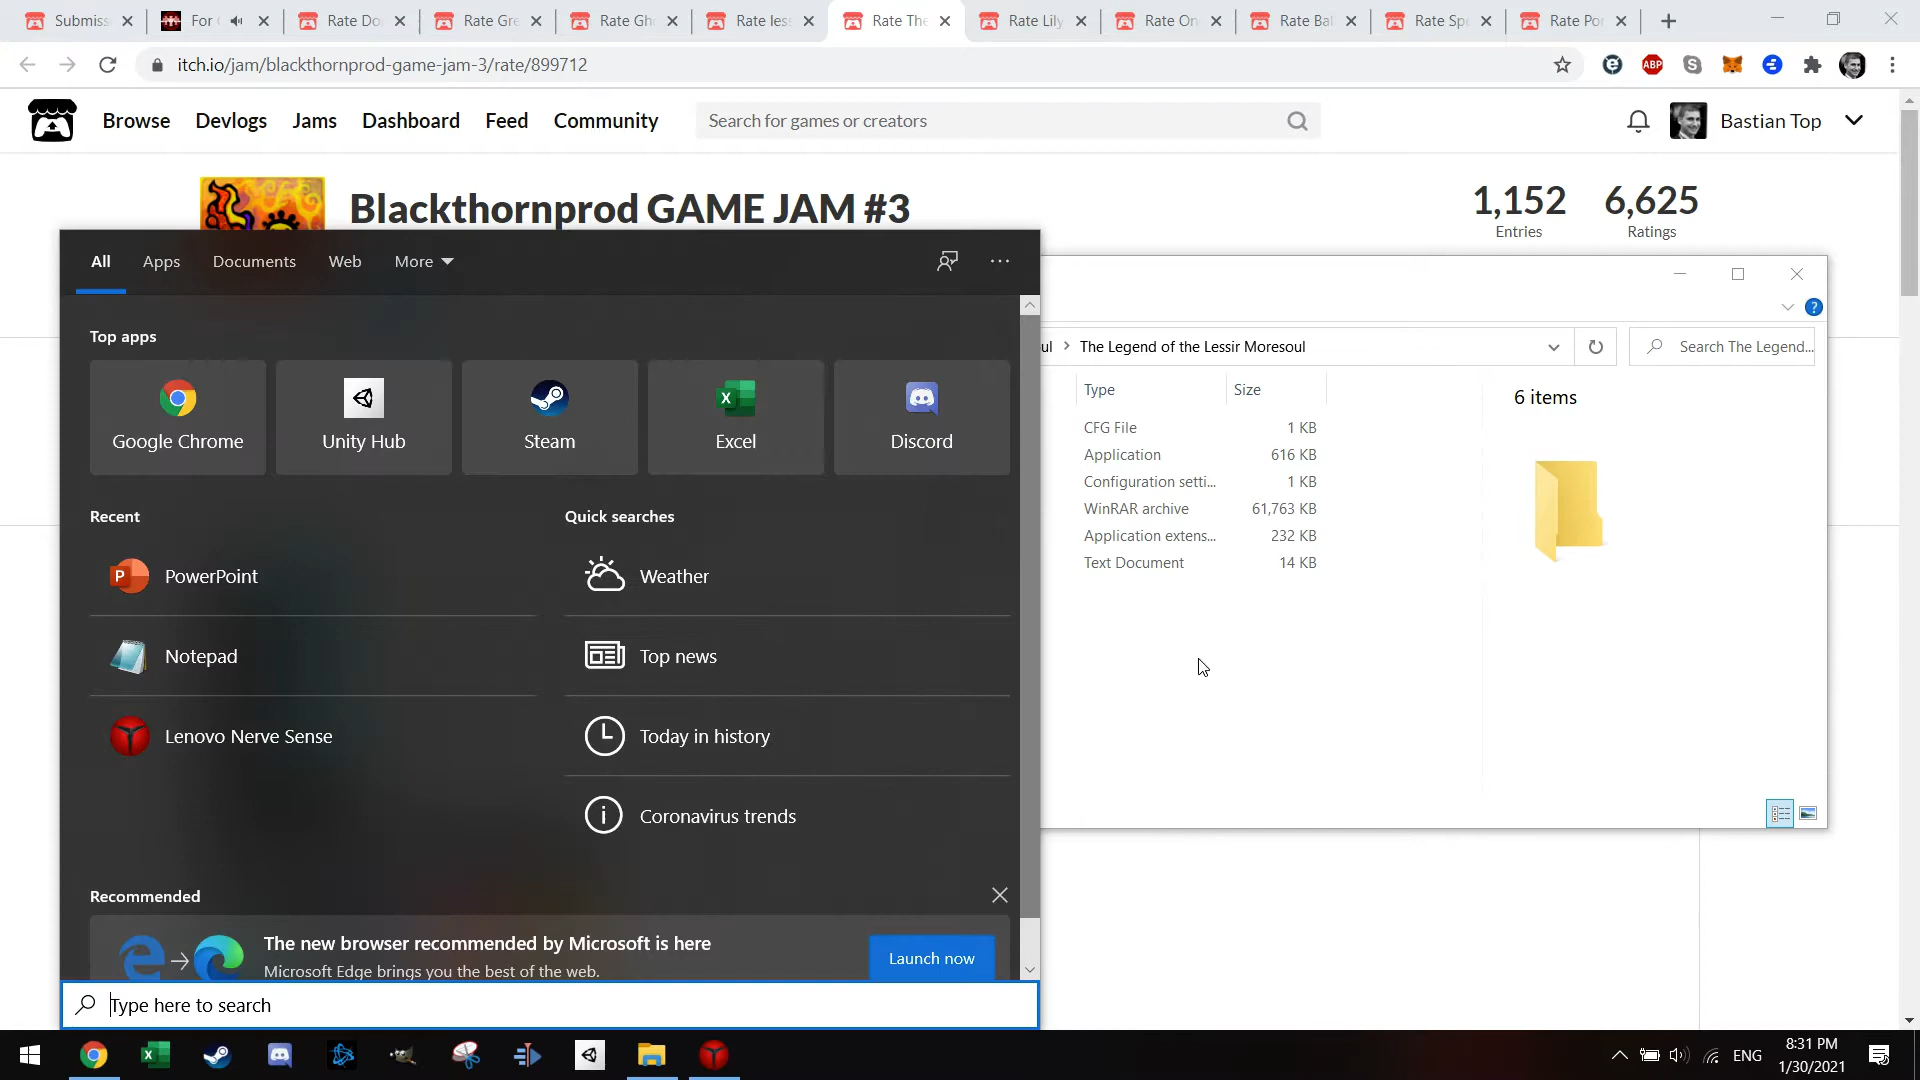 Submiss
For
Rate Do
Rate Gre
Rate Gh
Rate less
Rate The
Rate Lily
Rate On
Rate Bal
Rate Spe
Rate Por
itch.io/jam/blackthornprod-game-jam-3/rate/899712
ABP
Browse
Devlogs
Jams
Dashboard
Feed
Community
Search for games or creators
Bastian Top
Blackthornprod GAME JAM #3
1,152
Entries
6,625
Ratings
All
Apps
Documents
Web
More
Top apps
Google Chrome
Unity Hub
Steam
Excel
Discord
Recent
PowerPoint
Notepad
Lenovo Nerve Sense
Quick searches
Weather
Top news
Today in history
Coronavirus trends
Recommended
The new browser recommended by Microsoft is here
Microsoft Edge brings you the best of the web.
Launch now
Type here to search
ul > The Legend of the Lessir Moresoul
Search The Legend...
Type Size
CFG File 1 KB
Application 616 KB
Configuration setti... 1 KB
WinRAR archive 61,763 KB
Application extens... 232 KB
Text Document 14 KB
6 items
ENG
8:31 PM
1/30/2021